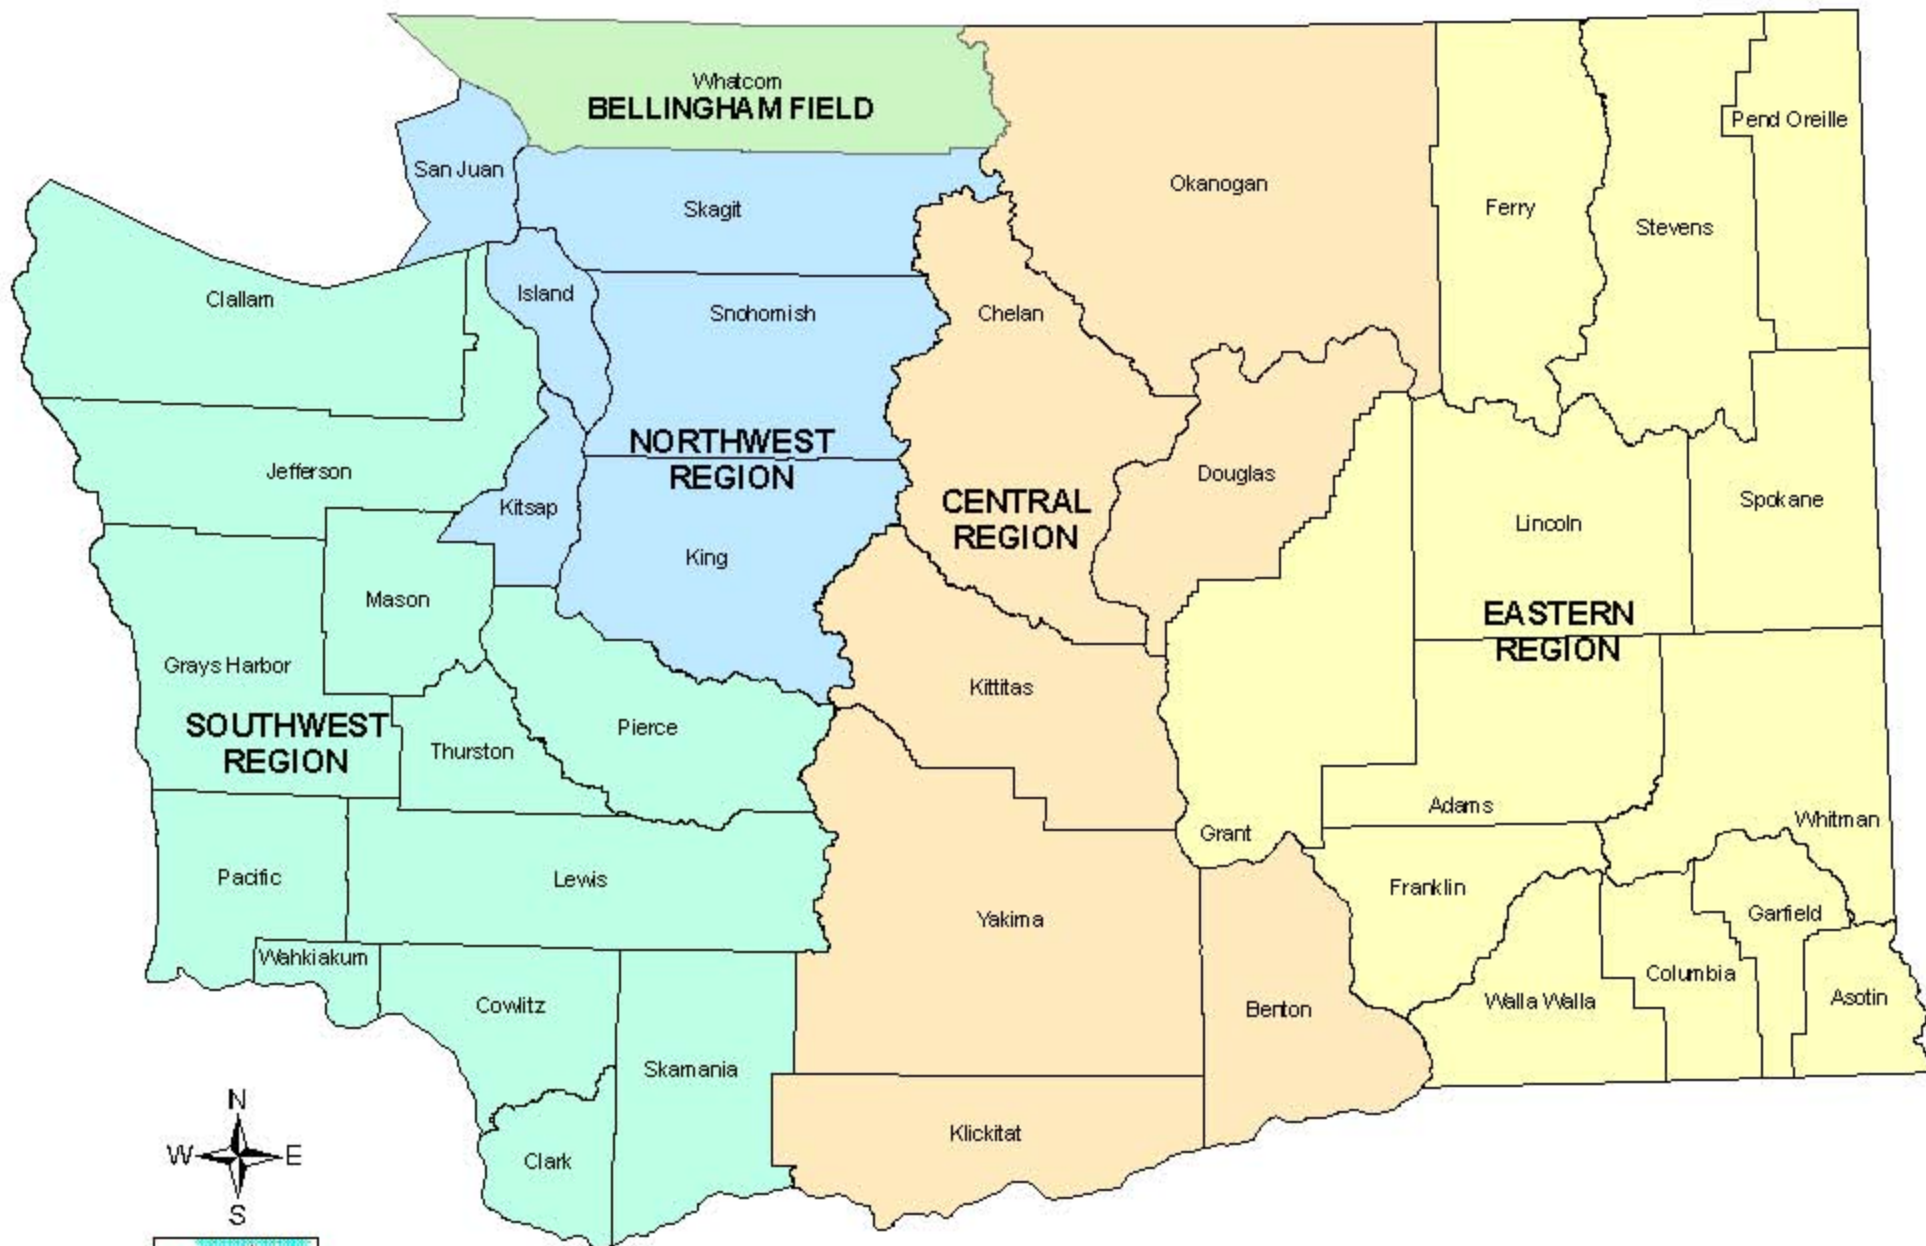 Whatcom
BELLINGHAM FIELD
Pend Oreille
San Juan
Okanogan
Skagit
Ferry
Stevens
Clallam
Island
Snohomish
Chelan
NORTHWEST
REGION
Jefferson
Douglas
Kitsap
CENTRAL
REGION
Lincoln
Spokane
King
Mason
EASTERN
REGION
Grays Harbor
Kittitas
SOUTHWEST
REGION
Thurston
Pierce
Adams
Grant
Whitman
Pacific
Lewis
Franklin
Yakima
Garfield
Wahkiakum
Cowlitz
Columbia
Walla Walla
Asotin
Benton
Skamania
Klickitat
Clark
N
W E
S